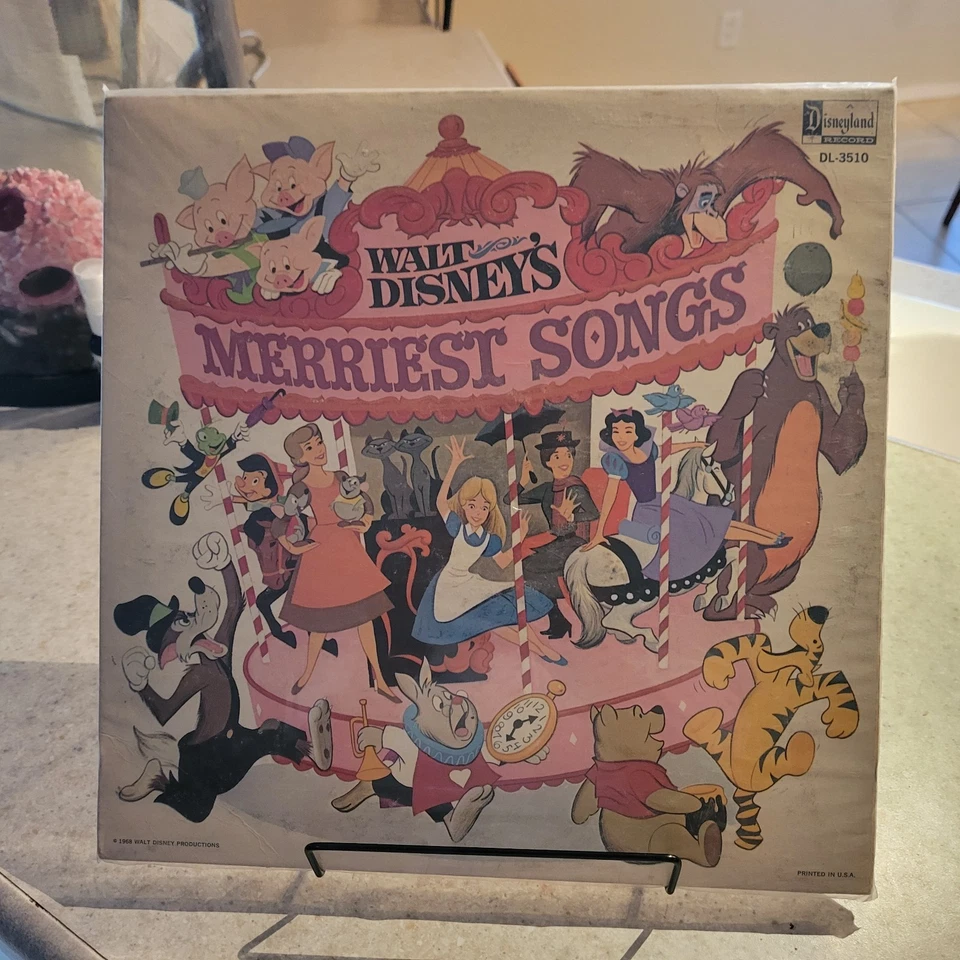 Disneyland
RECORD
DL-3510
WALT
DISNEY'S
MERRIEST SONGS
© 1968 WALT DISNEY PRODUCTIONS
PRINTED IN U.S.A.